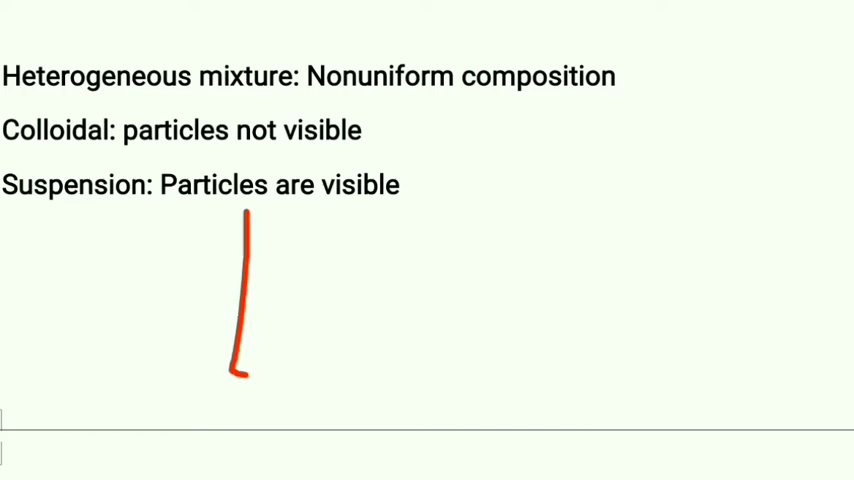 Heterogeneous mixture: Nonuniform composition
Colloidal: particles not visible
Suspension: Particles are visible